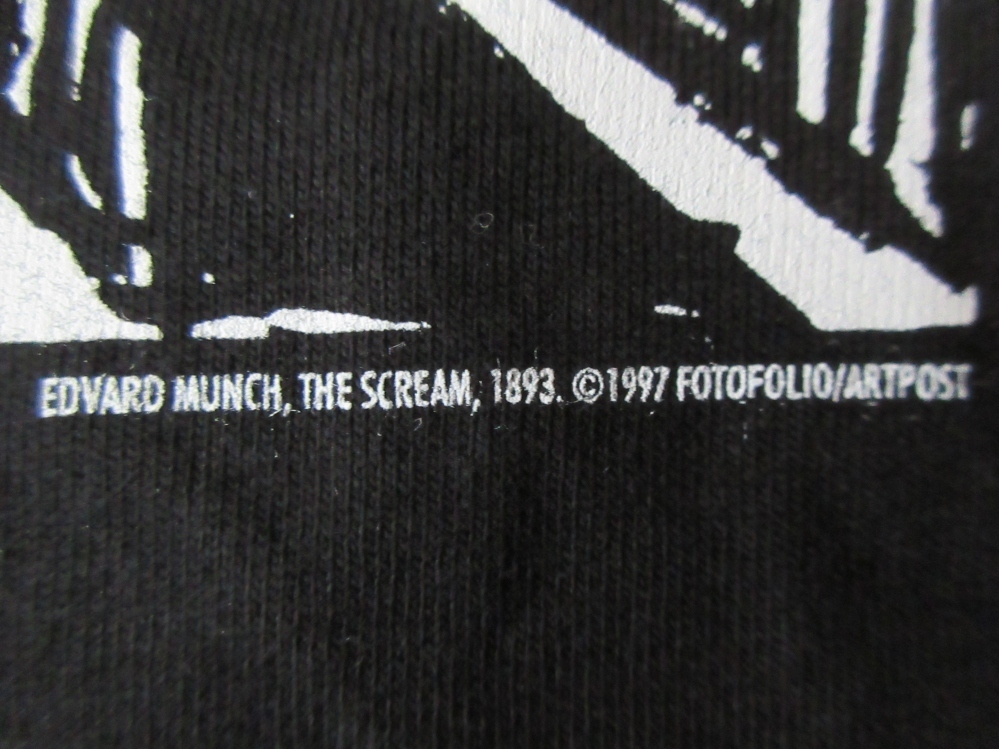 EDVARD MUNCH, THE SCREAM, 1893. ©1997 FOTOFOLIO/ARTPOST